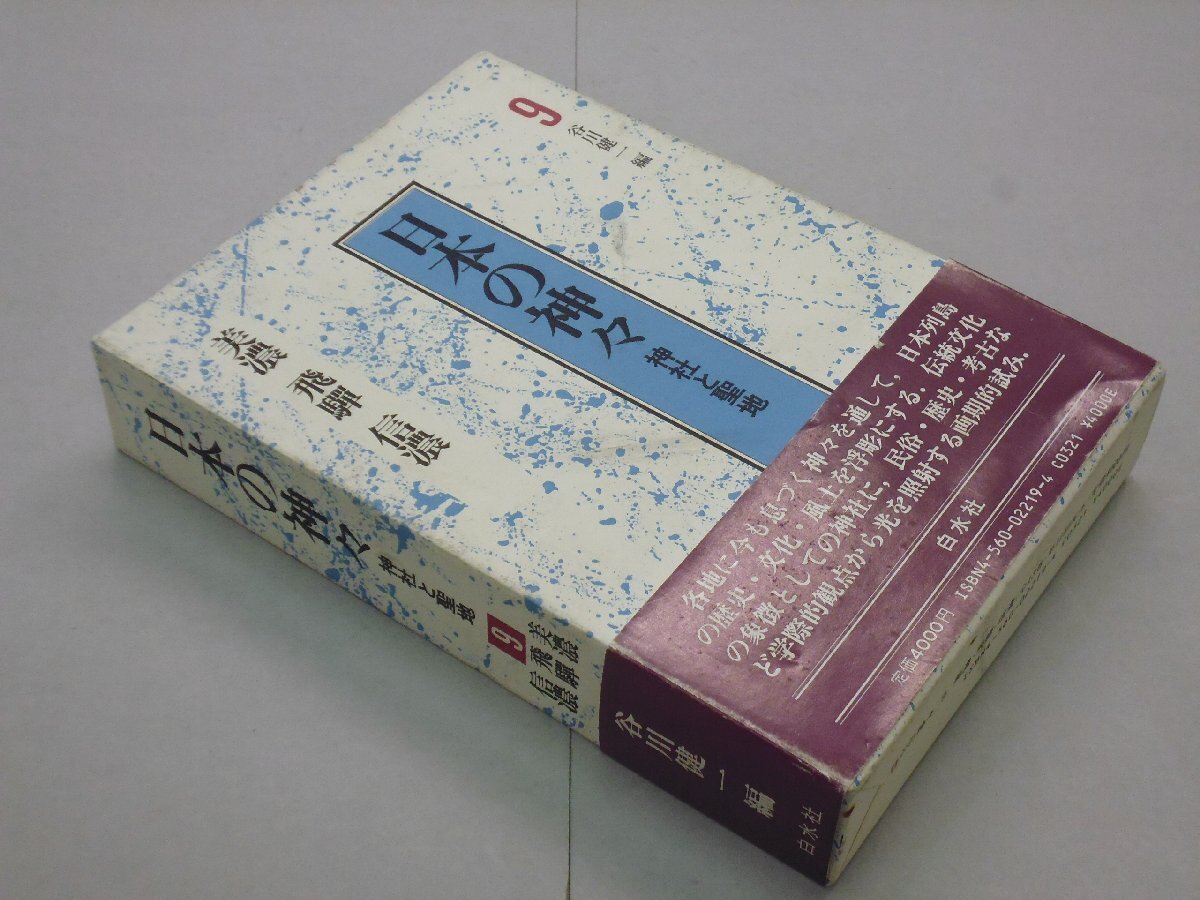 9
谷川健一 編
日本の神々
神社と聖地
美濃
飛驒
信濃
各地に今も息づく神々を通して，日本列島
の歴史・文化・風土を浮彫にする．伝統文化
の象徴としての神社に，民俗・歴史・考古な
ど学際的観点から光を照射する画期的試み．
白水社
定価4000円 ISBN4-560-02219-4 C0321 ¥4000E
日本の神々
神社と聖地
9
美濃
飛驒
信濃
谷川健一 編
白水社